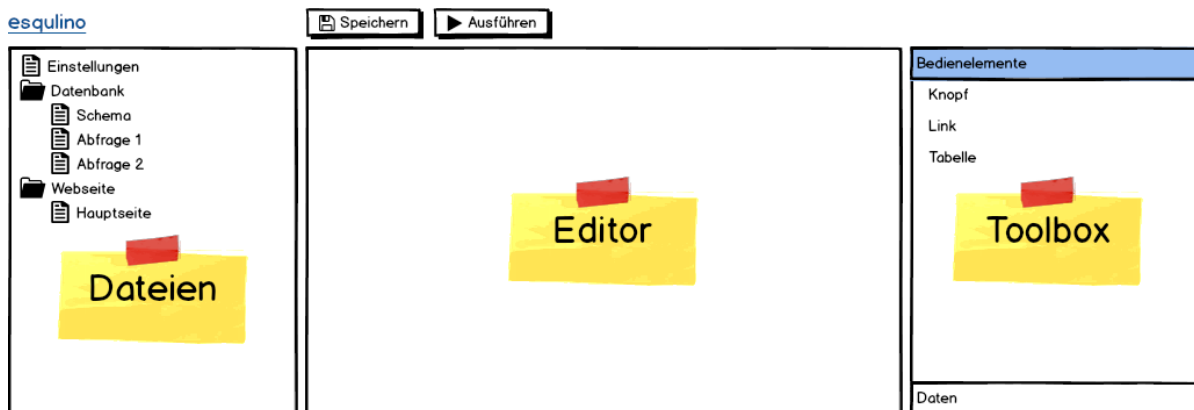 esqulino
Speichern
Ausführen
Einstellungen
Datenbank
Schema
Abfrage 1
Abfrage 2
Webseite
Hauptseite
Dateien
Editor
Bedienelemente
Knopf
Link
Tabelle
Toolbox
Daten